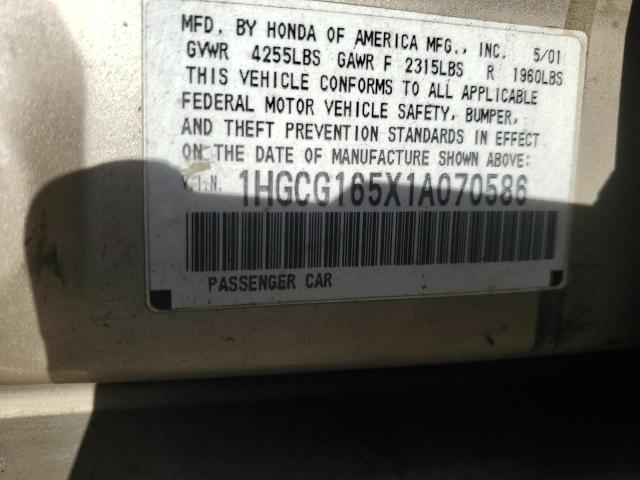 MFD. BY HONDA OF AMERICA MFG., INC. 5/01
GVWR 4255LBS GAWR F 2315LBS R 1960LBS
THIS VEHICLE CONFORMS TO ALL APPLICABLE
FEDERAL MOTOR VEHICLE SAFETY, BUMPER,
AND THEFT PREVENTION STANDARDS IN EFFECT
ON THE DATE OF MANUFACTURE SHOWN ABOVE:
V.I.N. 1HGCG165X1A070586
PASSENGER CAR